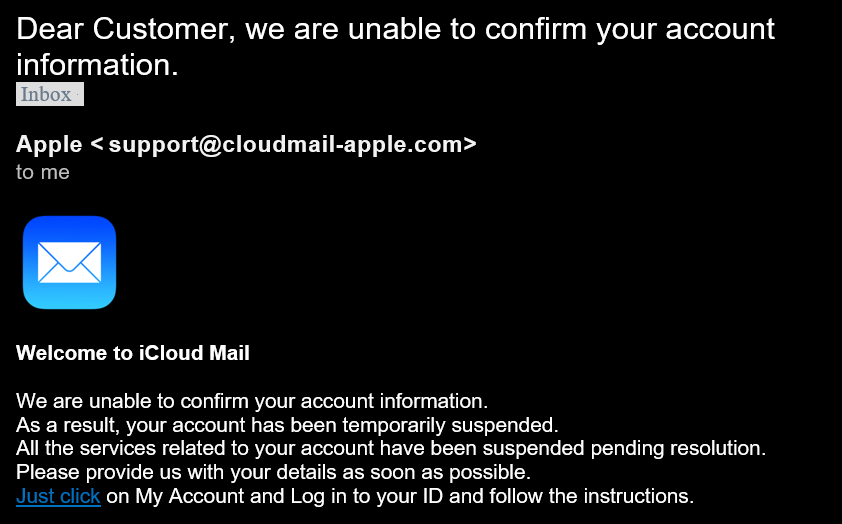 Dear Customer, we are unable to confirm your account
information.
Inbox
Apple <support@cloudmail-apple.com>
to me
Welcome to iCloud Mail
We are unable to confirm your account information.
As a result, your account has been temporarily suspended.
All the services related to your account have been suspended pending resolution.
Please provide us with your details as soon as possible.
Just click on My Account and Log in to your ID and follow the instructions.